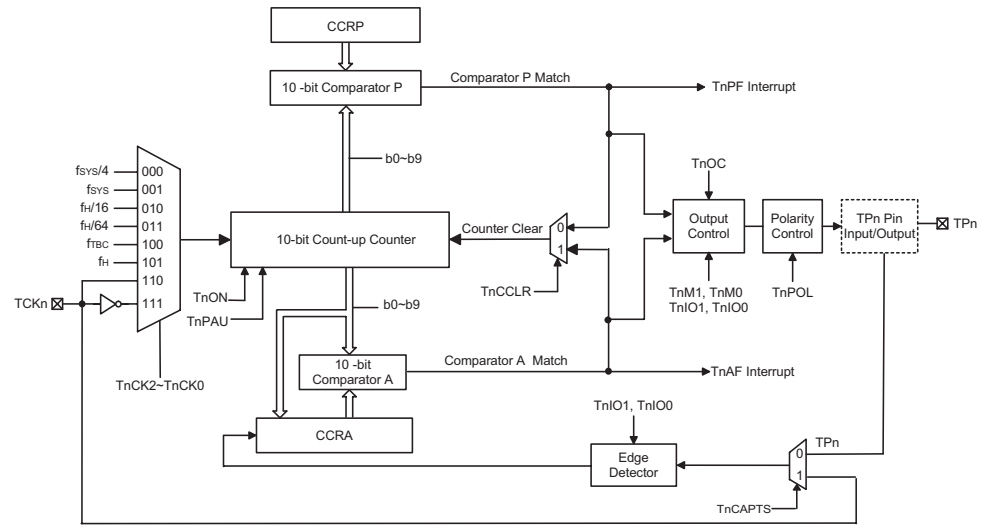 CCRP
10 -bit Comparator P
Comparator P Match
TnPF Interrupt
b0~b9
TnOC
fSYS/4
000
fSYS
001
fH/16
010
fH/64
011
fTBC
100
fH
101
110
111
TCKn
TnCK2~TnCK0
10-bit Count-up Counter
Counter Clear
0
1
TnCCLR
Output
Control
Polarity
Control
TPn Pin
Input/Output
TPn
TnON
TnPAU
b0~b9
TnM1, TnM0
TnIO1, TnIO0
TnPOL
10 -bit
Comparator A
Comparator A Match
TnAF Interrupt
CCRA
TnIO1, TnIO0
Edge
Detector
TPn
0
1
TnCAPTS